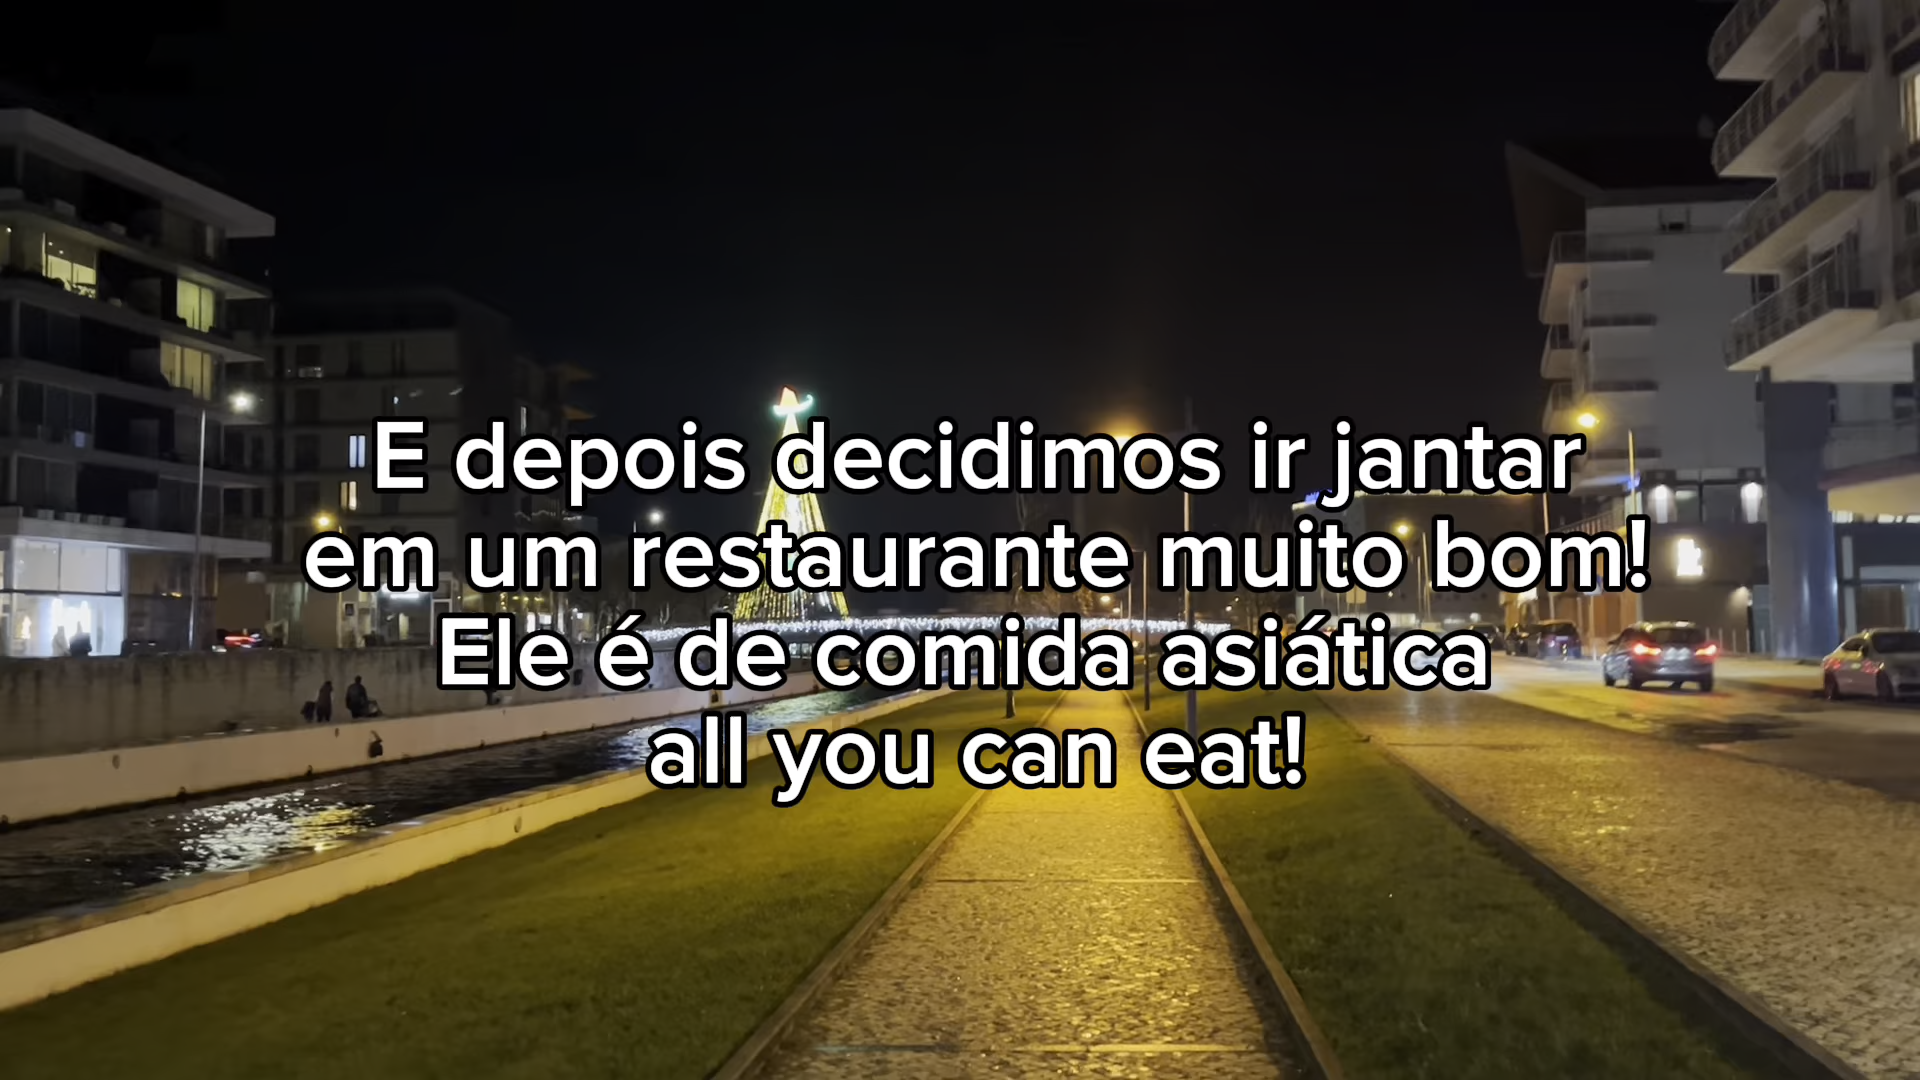 E depois decidimos ir jantar
em um restaurante muito bom!
Ele é de comida asiática
all you can eat!